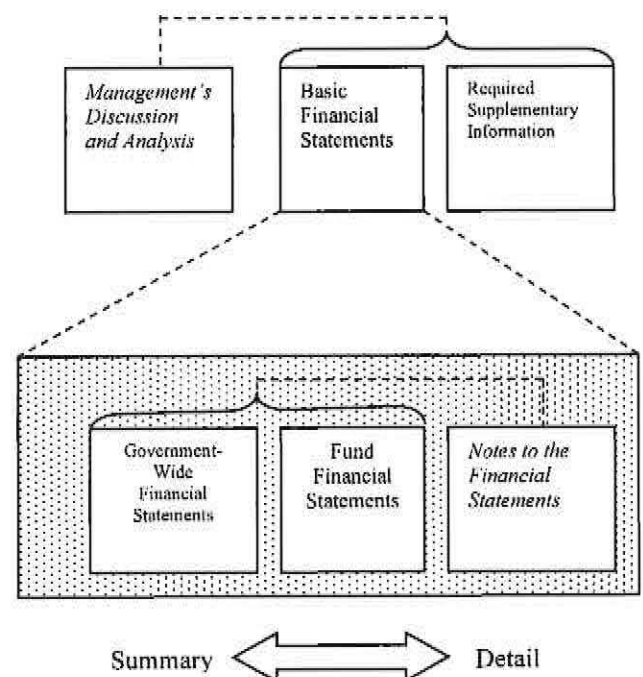 Management's
Discussion
and Analysis
Basic
Financial
Statements
Required
Supplementary
Information
Government-
Wide
Financial
Statements
Fund
Financial
Statements
Notes to the
Financial
Statements
Summary
Detail